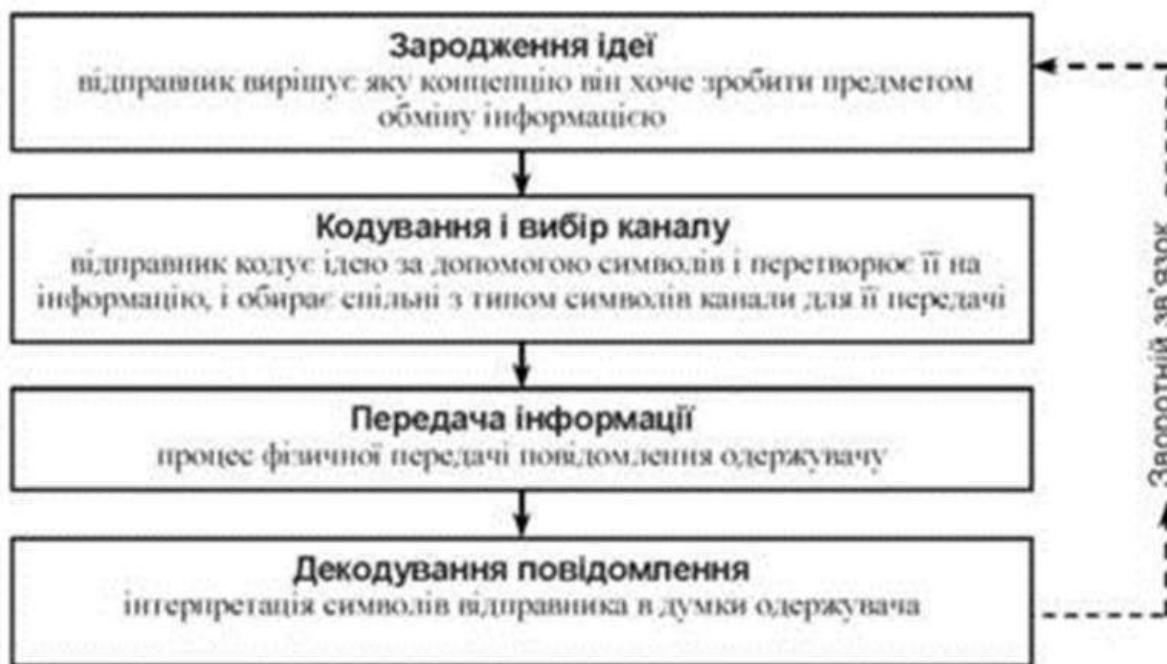 Зародження ідеї
відправник вирішує яку концепцію він хоче зробити предметом
обміну інформацією
Кодування і вибір каналу
відправник кодує ідею за допомогою символів і перетворює її на
інформацію, і обирає спільні з типом символів канали для її передачі
Передача інформації
процес фізичної передачі повідомлення одержувачу
Декодування повідомлення
інтерпретація символів відправника в думки одержувача
Зворотній зв'язок